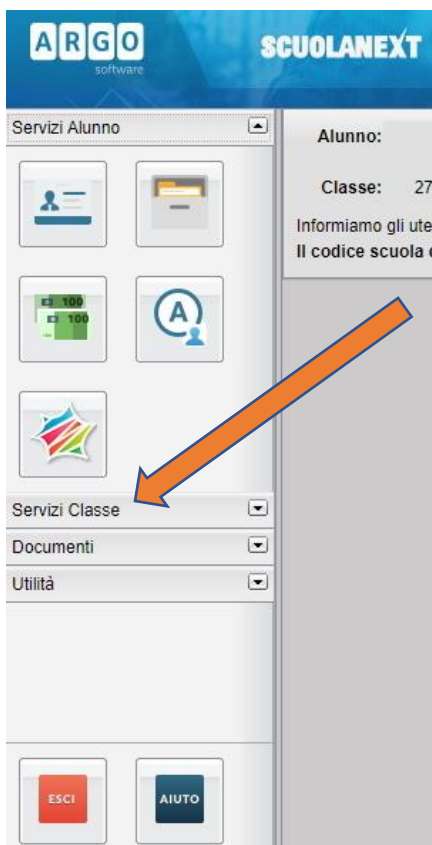 ARGO
software
SCUOLANEXT
Servizi Alunno
Alunno:
Classe: 27
Informiamo gli ute
Il codice scuola
100
100
A
Servizi Classe
Documenti
Utilità
ESCI
AIUTO